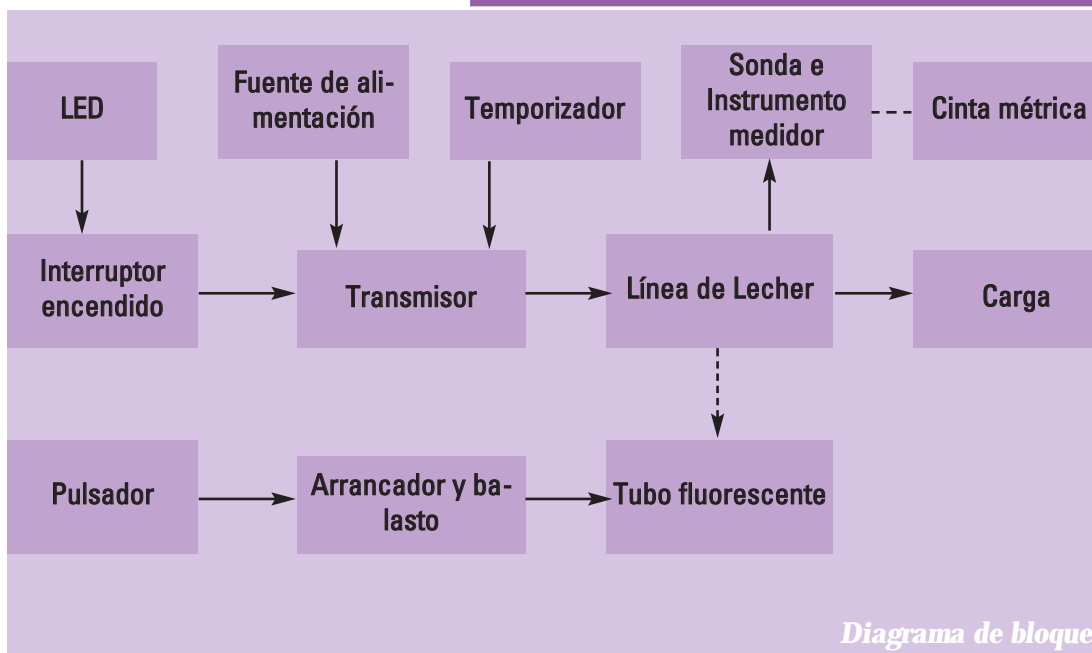 LED
Fuente de ali-
mentación
Temporizador
Sonda e
Instrumento
medidor
Cinta métrica
Interruptor
encendido
Transmisor
Línea de Lecher
Carga
Pulsador
Arrancador y ba-
lasto
Tubo fluorescente
Diagrama de bloque